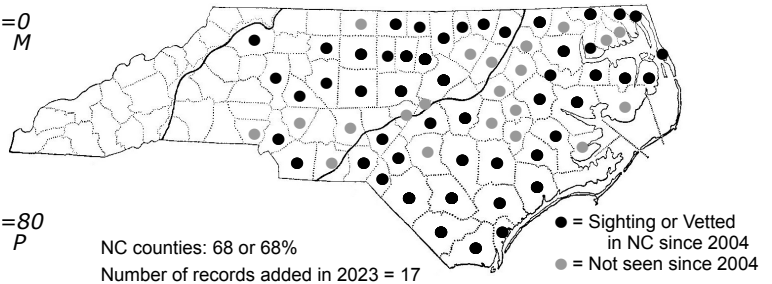 =0
M
=80
P
NC counties: 68 or 68%
Number of records added in 2023 = 17
= Sighting or Vetted
in NC since 2004
= Not seen since 2004